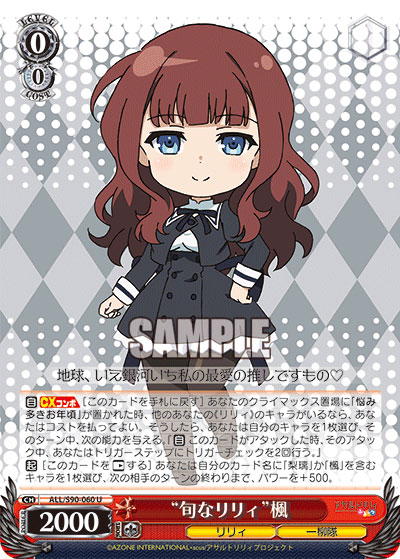 LEVEL
0
0
COST
SAMPLE
地球、いえ銀河いち私の最愛の推しですもの♡
自 CXコンボ [このカードを手札に戻す] あなたのクライマックス置場に「悩み
多きお年頃」が置かれた時、他のあなたの《リリィ》のキャラがいるなら、あな
たはコストを払ってよい。そうしたら、あなたは自分のキャラを1枚選び、そ
のターン中、次の能力を与える。『自 このカードがアタックした時、そのアタック
中、あなたはトリガーステップにトリガーチェックを2回行う。』
起 [このカードをする] あなたは自分のカード名に「梨璃」か「楓」を含む
キャラを1枚選び、次の相手のターンの終わりまで、パワーを+500。
CH ALL/S90-060 U
2000
“旬なリリィ”楓
リリィ
一柳隊
©AZONE INTERNATIONAL・acus/アサルトリリィプロジェクト